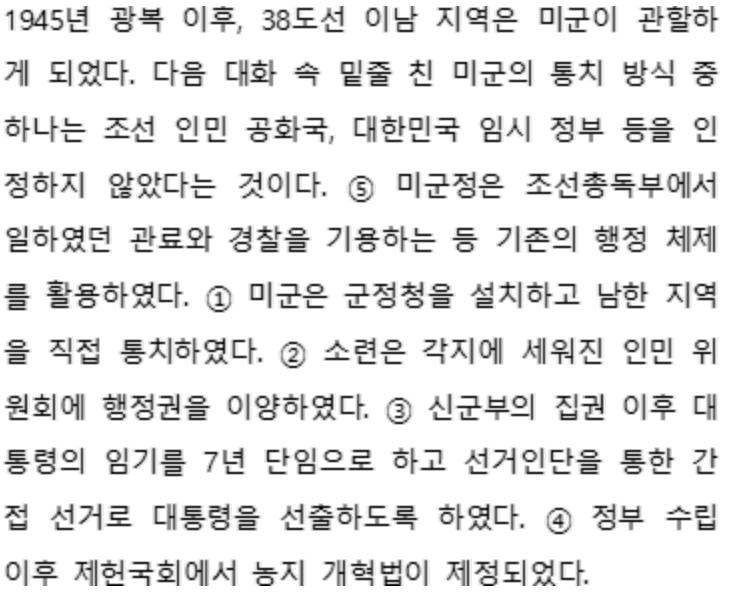 1945년 광복 이후, 38도선 이남 지역은 미군이 관할하
게 되었다. 다음 대화 속 밑줄 친 미군의 통치 방식 중
하나는 조선 인민 공화국, 대한민국 임시 정부 등을 인
정하지 않았다는 것이다. ⑤ 미군정은 조선총독부에서
일하였던 관료와 경찰을 기용하는 등 기존의 행정 체제
를 활용하였다. ① 미군은 군정청을 설치하고 남한 지역
을 직접 통치하였다. ② 소련은 각지에 세워진 인민 위
원회에 행정권을 이양하였다. ③ 신군부의 집권 이후 대
통령의 임기를 7년 단임으로 하고 선거인단을 통한 간
접 선거로 대통령을 선출하도록 하였다. ④ 정부 수립
이후 제헌국회에서 농지 개혁법이 제정되었다.